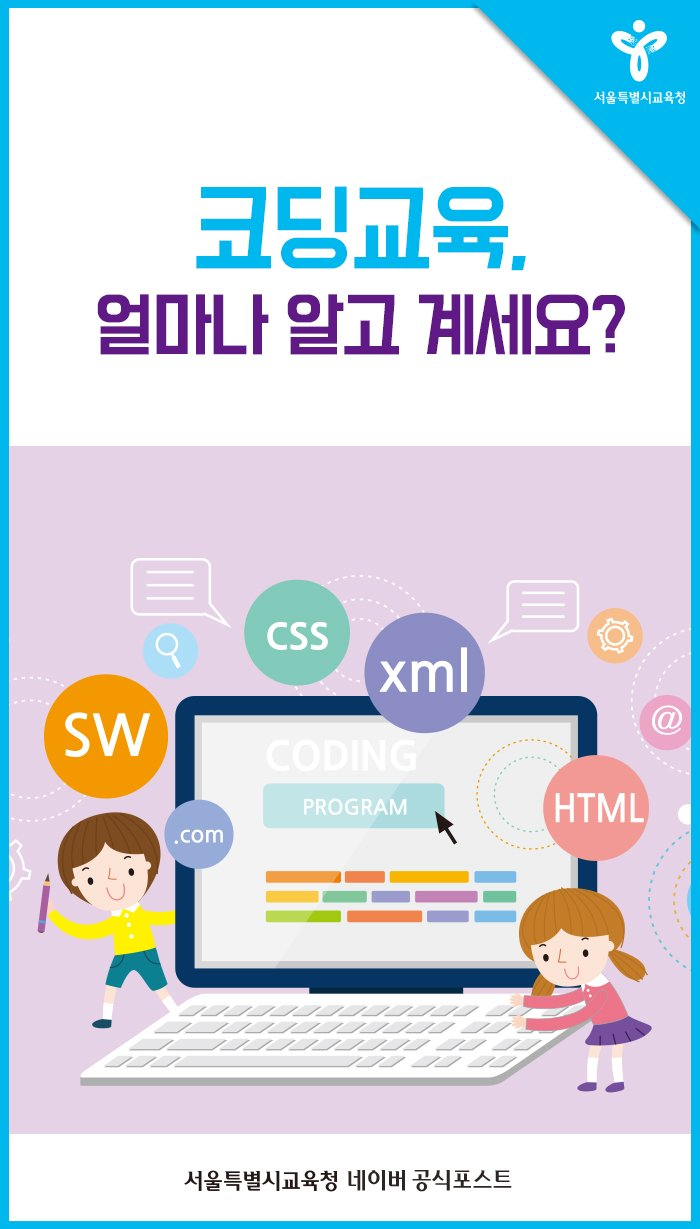 서울특별시교육청
코딩교육,
얼마나 알고 계세요?
css
xml
SW
@
CODING
PROGRAM
HTML
.com
서울특별시교육청 네이버 공식포스트